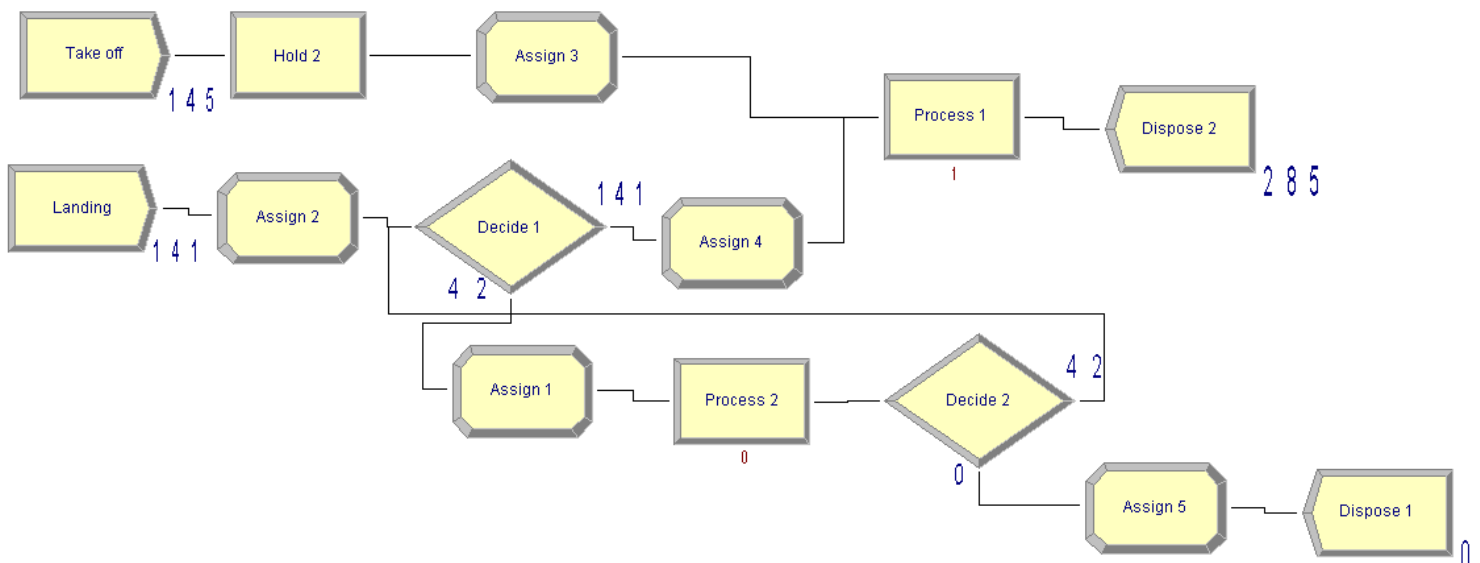 Take off
Hold 2
Assign 3
145
Process 1
1
Dispose 2
285
Landing
141
Assign 2
Decide 1
141
42
Assign 4
Assign 1
Process 2
0
Decide 2
42
0
Assign 5
Dispose 1
0